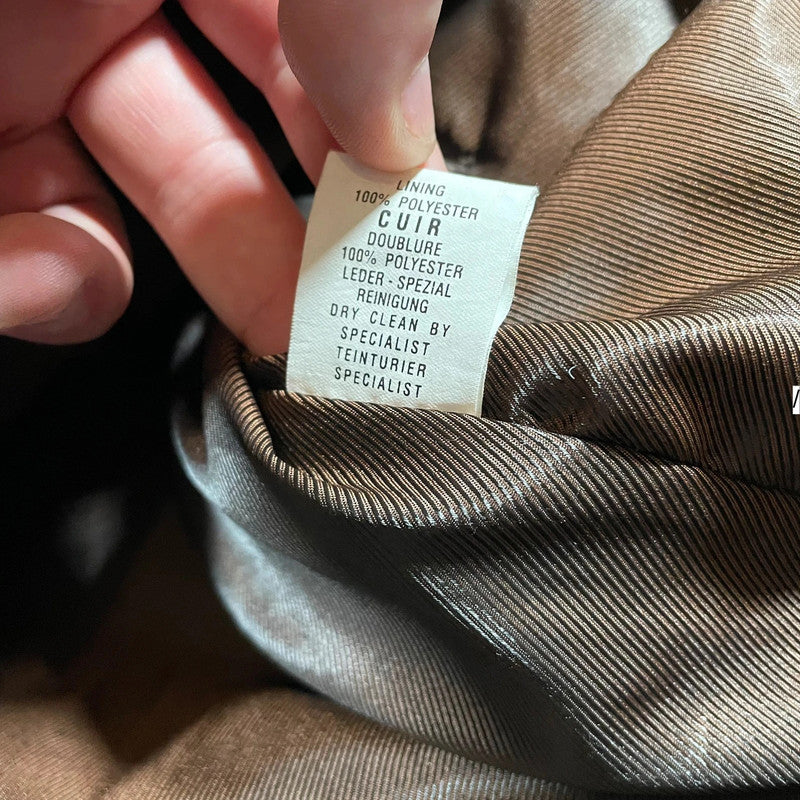 LINING
100% POLYESTER
CUIR
DOUBLURE
100% POLYESTER
LEDER - SPEZIAL
REINIGUNG
DRY CLEAN BY
SPECIALIST
TEINTURIER
SPECIALIST